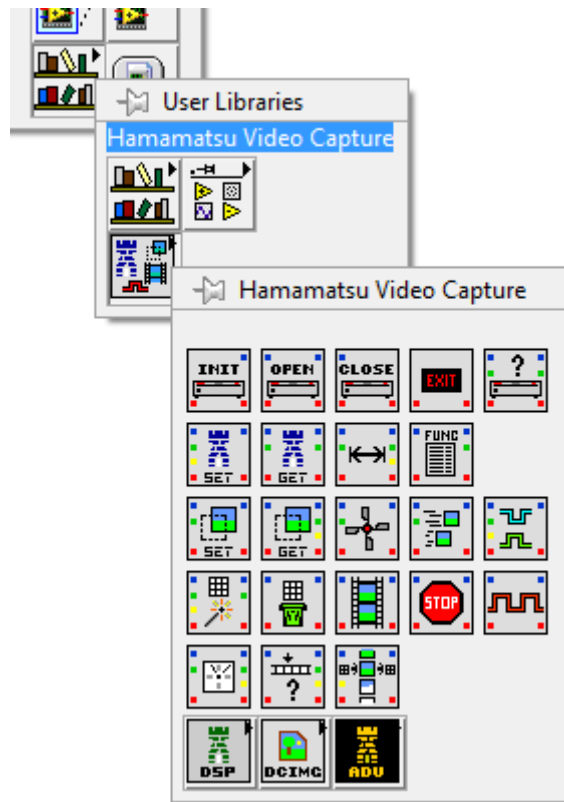 User Libraries
Hamamatsu Video Capture
Hamamatsu Video Capture
INIT OPEN CLOSE EXIT ?
SET GET FUNC
SET GET
STOP
?
DSP DCIMG ADV